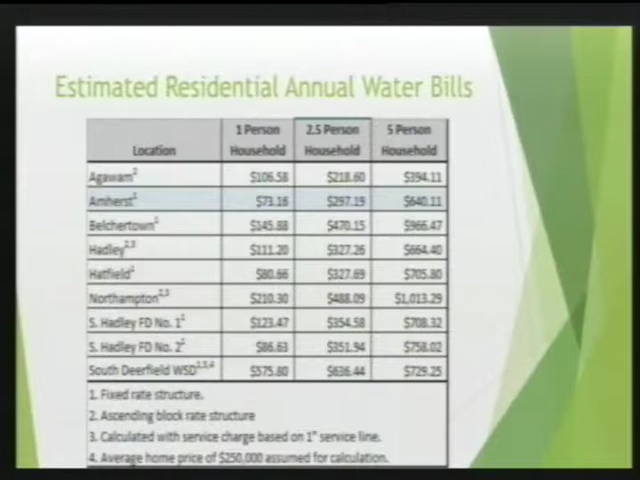 Estimated Residential Annual Water Bills
Location 1 Person Household 2.5 Person Household 5 Person Household
Agawam² $106.58 $218.60 $394.11
Amherst¹ $73.16 $297.19 $640.11
Belchertown¹ $145.88 $470.15 $966.47
Hadley²,³ $111.20 $327.26 $664.40
Hatfield² $80.66 $327.69 $705.80
Northampton²,³ $210.30 $488.09 $1,013.29
S. Hadley FD No. 1¹ $123.47 $354.58 $708.32
S. Hadley FD No. 2² $86.63 $351.94 $758.02
South Deerfield WSD $575.80 $636.44 $729.25
1. Fixed rate structure.
2. Ascending block rate structure
3. Calculated with service charge based on 1" service line.
4. Average home price of $250,000 assumed for calculation.